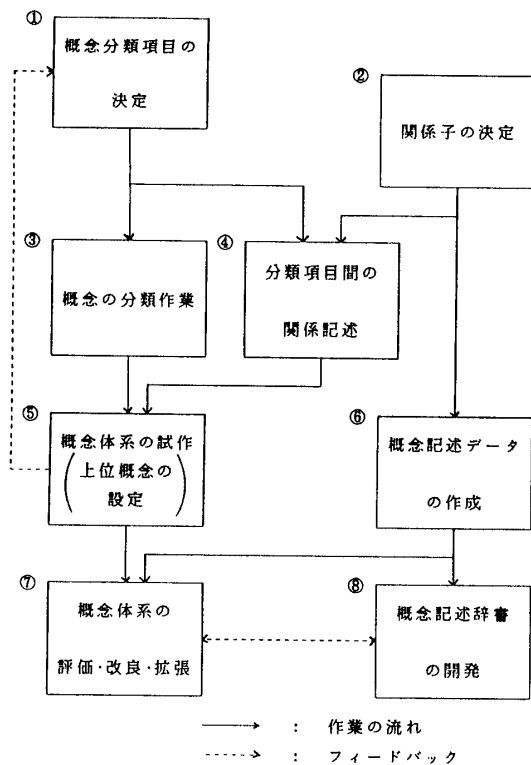 ①
概念分類項目の
決定
②
関係子の決定
③
概念の分類作業
④
分類項目間の
関係記述
⑤
概念体系の試作
(上位概念の
設定)
⑥
概念記述データ
の作成
⑦
概念体系の
評価・改良・拡張
⑧
概念記述辞書
の開発
: 作業の流れ
: フィードバック